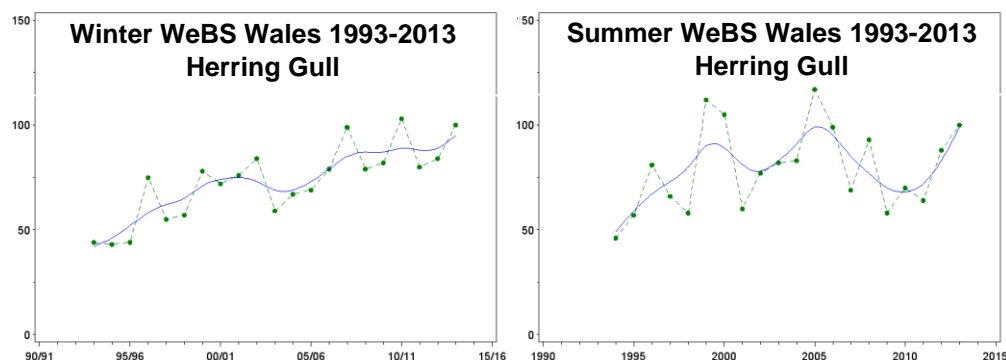 Winter WeBS Wales 1993-2013
Herring Gull
150
100
50
0
90/91 95/96 00/01 05/06 10/11 15/16
Summer WeBS Wales 1993-2013
Herring Gull
150
100
50
0
1990 1995 2000 2005 2010 2015